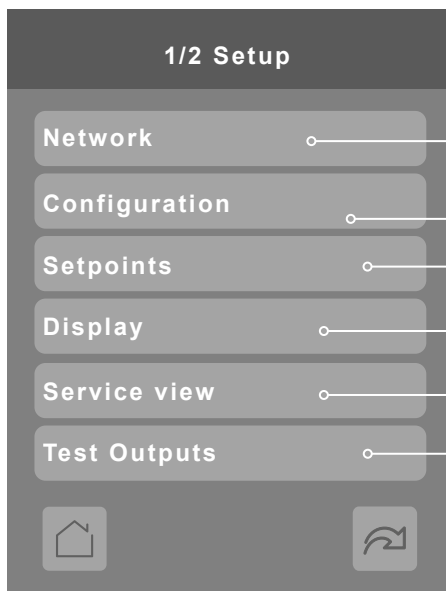 1/2 Setup
Network
Configuration
Setpoints
Display
Service view
Test Outputs